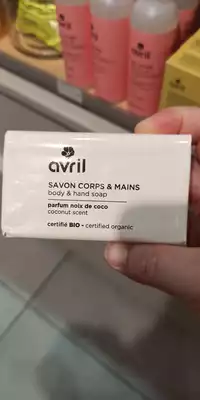 avril
SAVON CORPS & MAINS
body & hand soap
parfum noix de coco
coconut scent
certifié BIO - certified organic